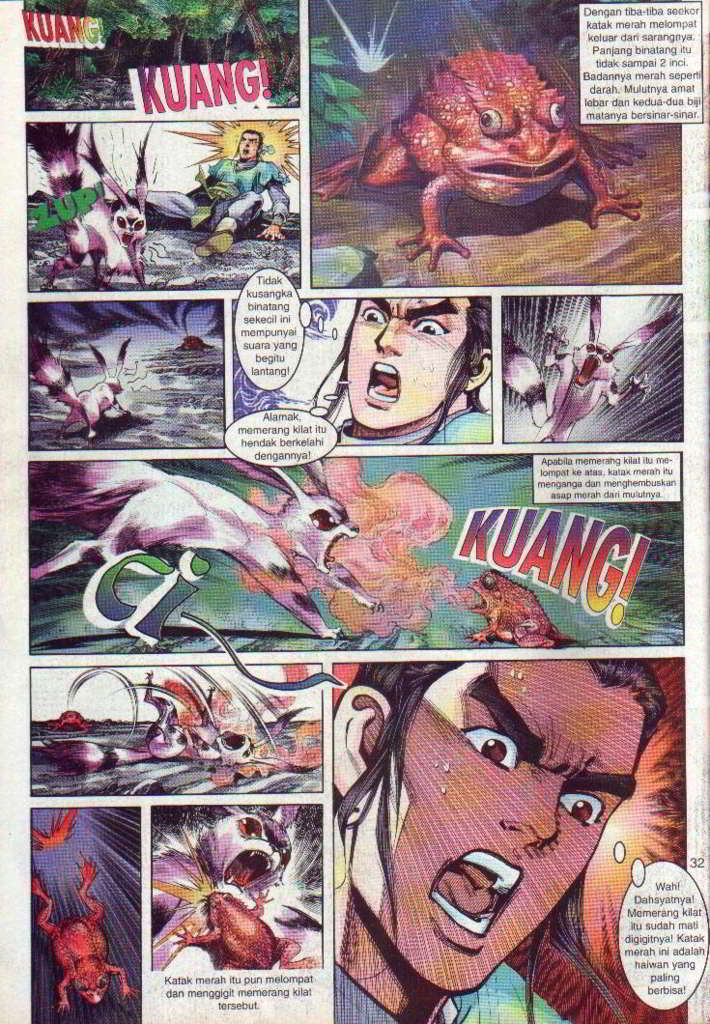 KUANG!
KUANG!
Dengan tiba-tiba seekor
katak merah melompat
keluar dari sarangnya.
Panjang binatang itu
tidak sampai 2 inci.
Badannya merah seperti
darah. Mulutnya amat
lebar dan kedua-dua biji
matanya bersinar-sinar.
ZUP!
Tidak
kusangka
binatang
sekecil ini
mempunyai
suara yang
begitu
lantang!
Alamak,
memerang kilat itu
hendak berkelahi
dengannya!
Apabila memerang kilat itu me-
lompat ke atas, katak merah itu
menganga dan menghembuskan
asap merah dari mulutnya.
KUANG!
Ci
Katak merah itu pun melompat
dan menggigit memerang kilat
tersebut.
32
Wah!
Dahsyatnya!
Memerang kilat
itu sudah mati
digigitnya! Katak
merah ini adalah
haiwan yang
paling
berbisa!